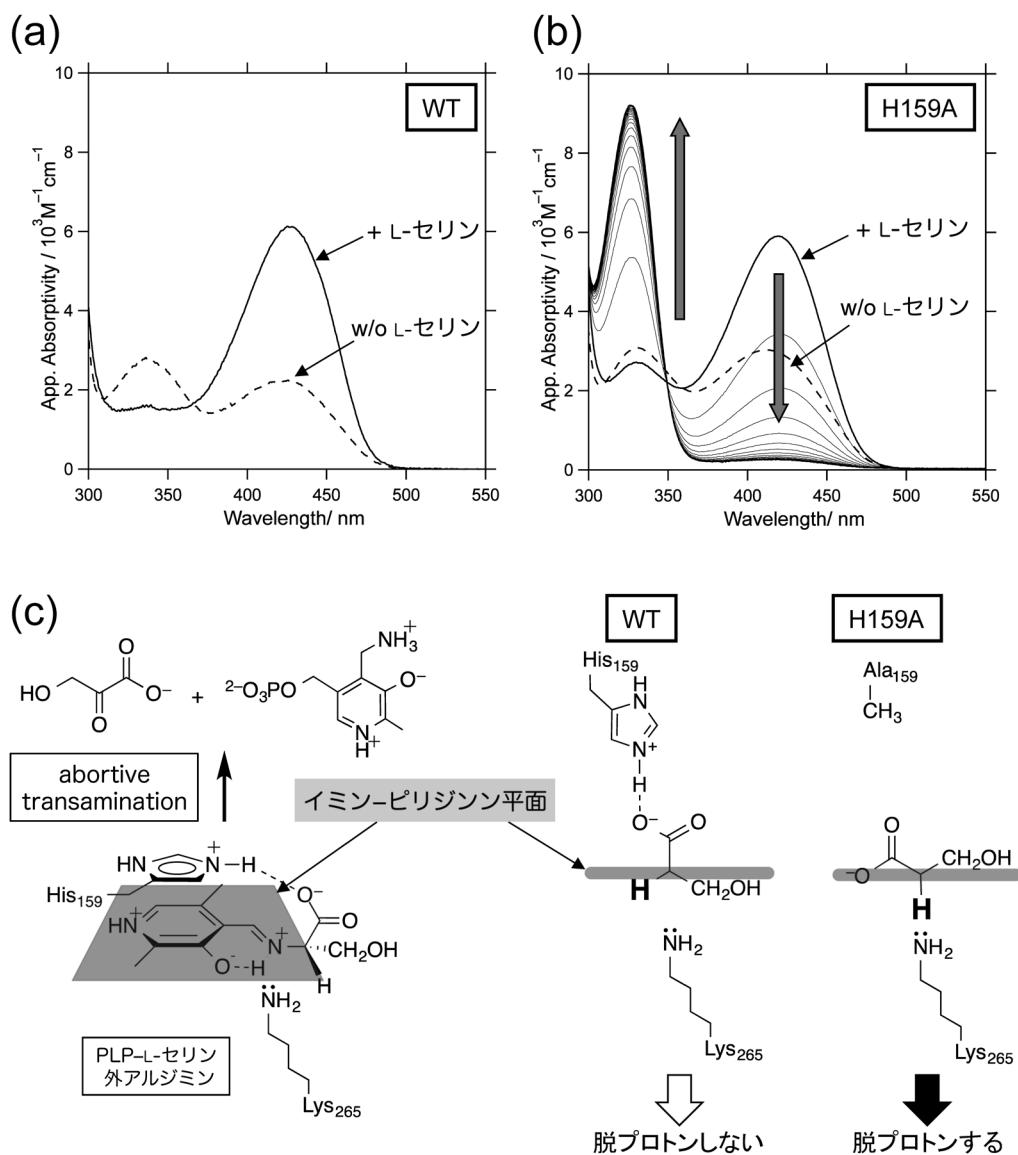 (a)
10
8
6
4
2
0
300
350
400
450
500
550
App. Absorptivity / 10³M⁻¹ cm⁻¹
Wavelength/ nm
WT
+ L-セリン
w/o L-セリン
(b)
10
8
6
4
2
0
300
350
400
450
500
550
App. Absorptivity / 10³M⁻¹ cm⁻¹
Wavelength/ nm
H159A
+ L-セリン
w/o L-セリン
(c)
HO
O
O
O−
+
2−O₃PO
NH₃
+
O−
N
H
+
abortive
transamination
イミン–ピリジンン平面
HN
+
N
H
His₁₅₉
O−
O
HN
+
N
+
CH₂OH
O-
H
H
NH₂
Lys₂₆₅
PLP–L-セリン
外アルジミン
WT
His₁₅₉
H
N
N+
H
O−
O
H
CH₂OH
NH₂
Lys₂₆₅
脱プロトンしない
H159A
Ala₁₅₉
CH₃
O
−O
CH₂OH
H
NH₂
Lys₂₆₅
脱プロトンする